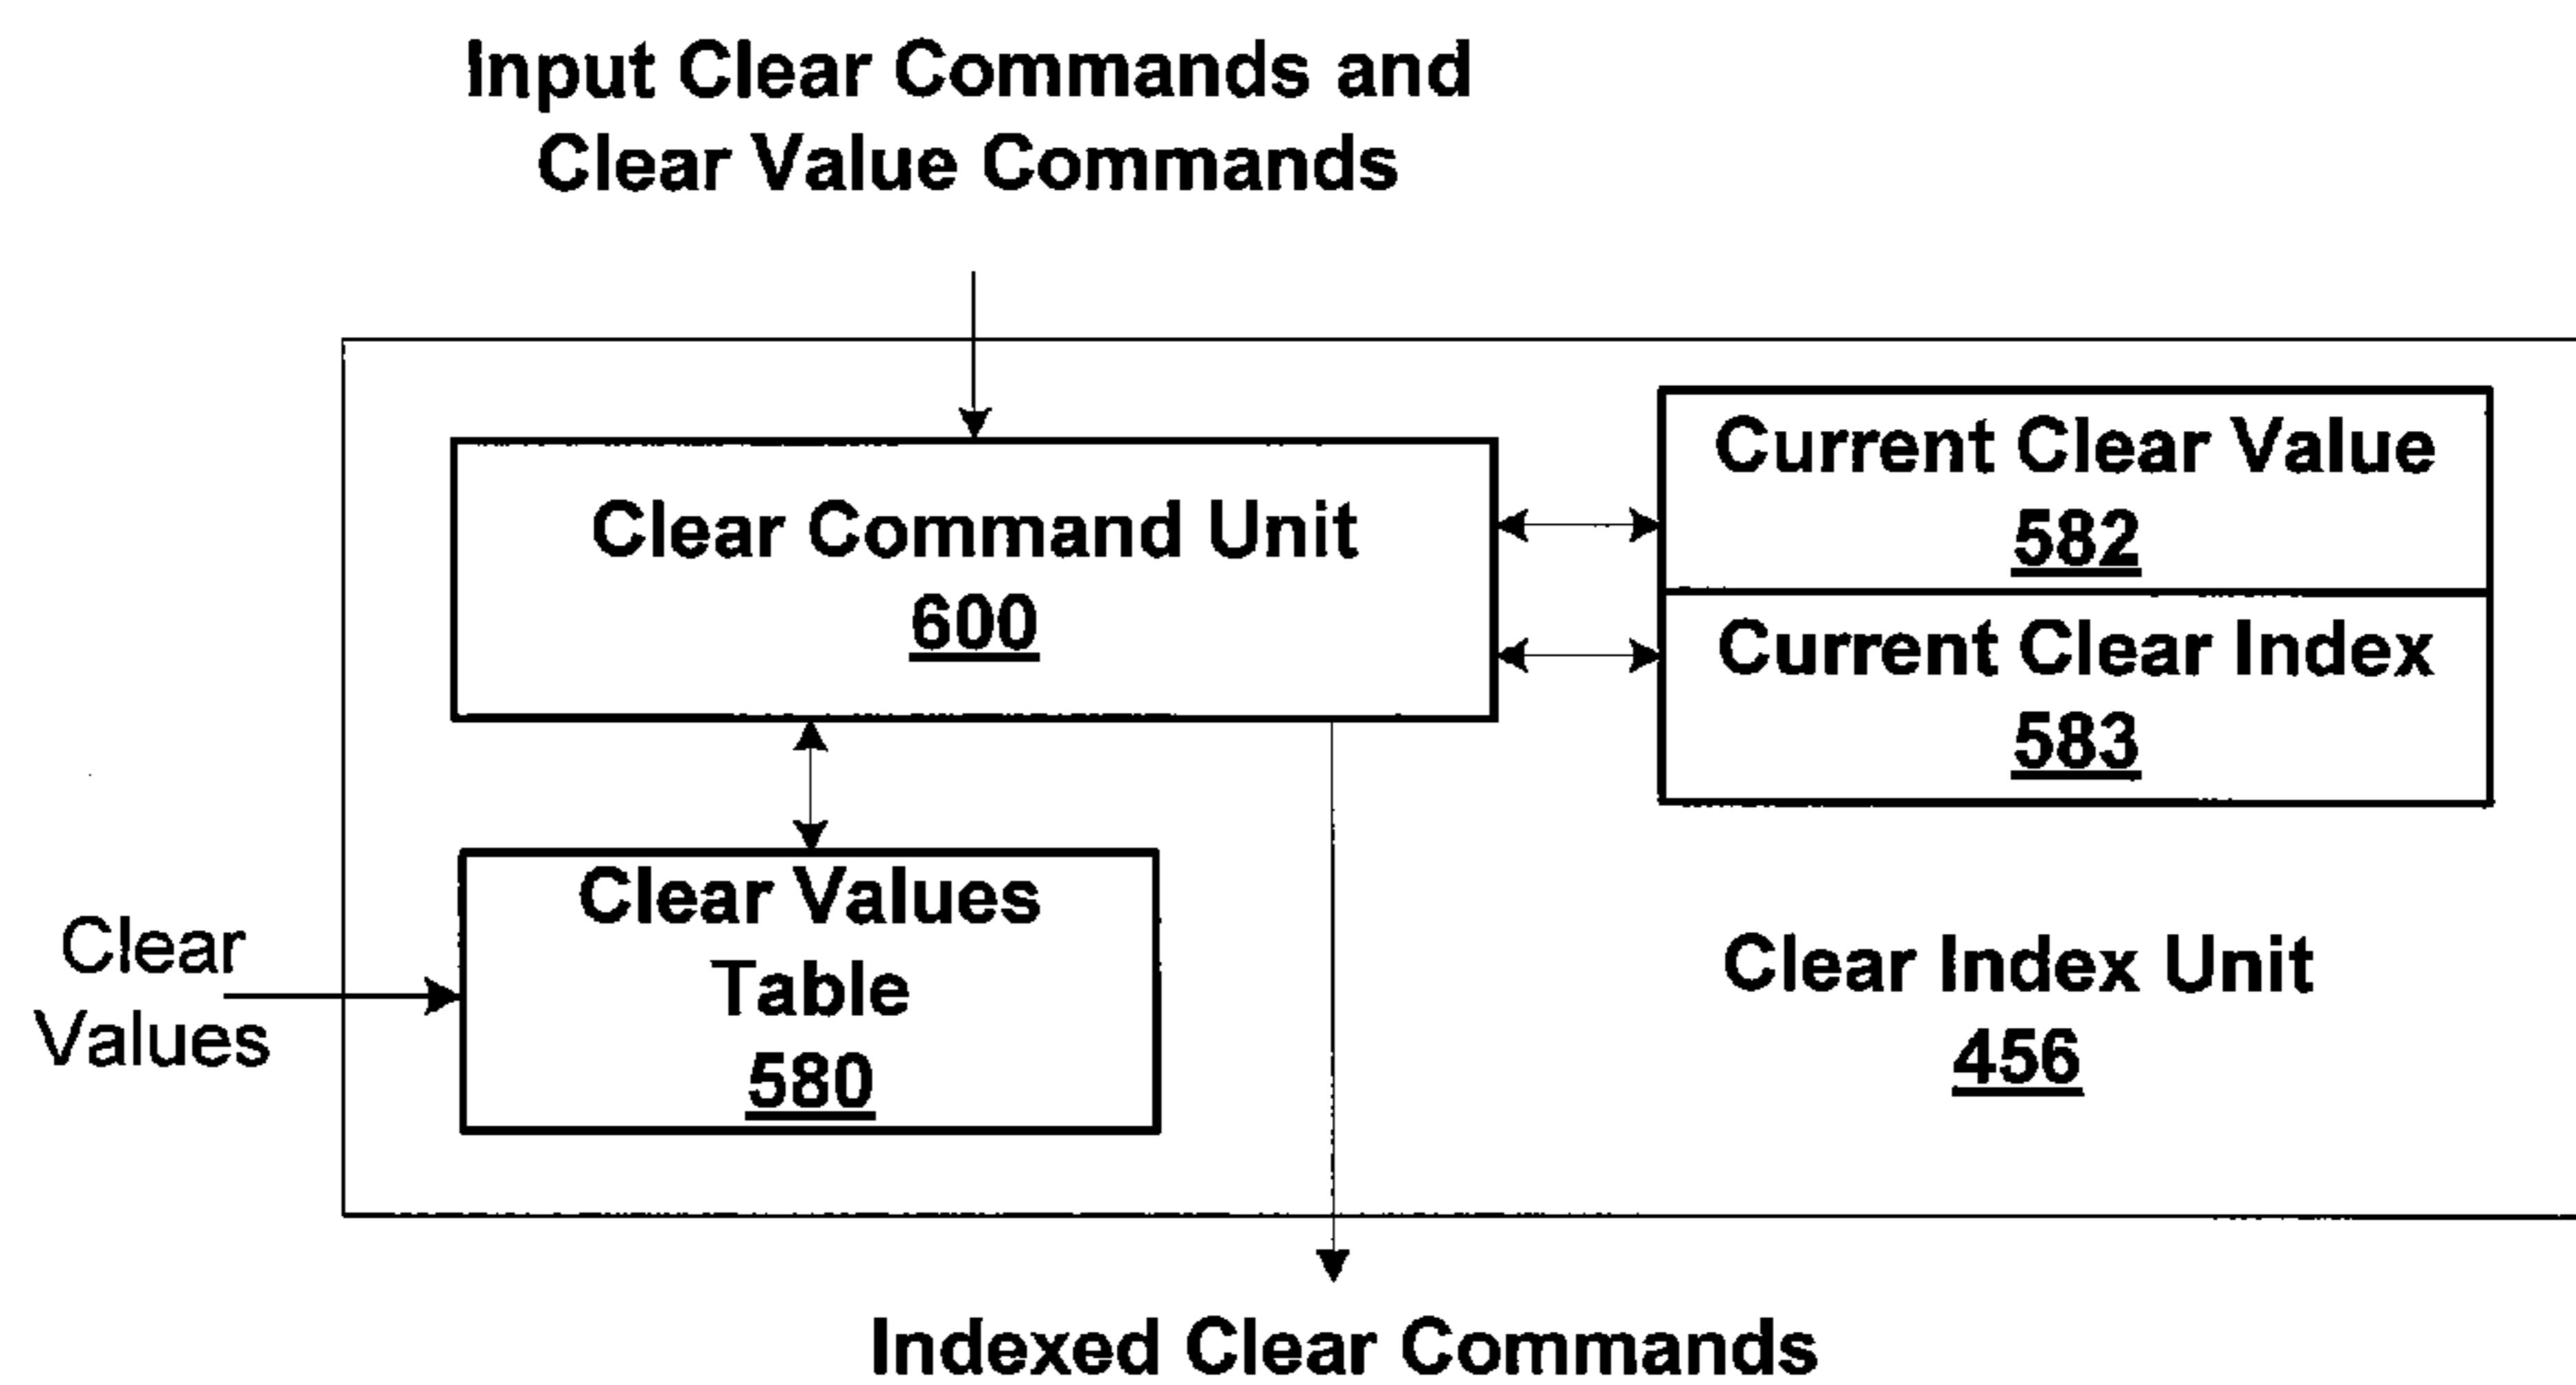 Input Clear Commands and
Clear Value Commands
Clear Command Unit
600
Current Clear Value
582
Current Clear Index
583
Clear Values
Table
580
Clear
Values
Clear Index Unit
456
Indexed Clear Commands